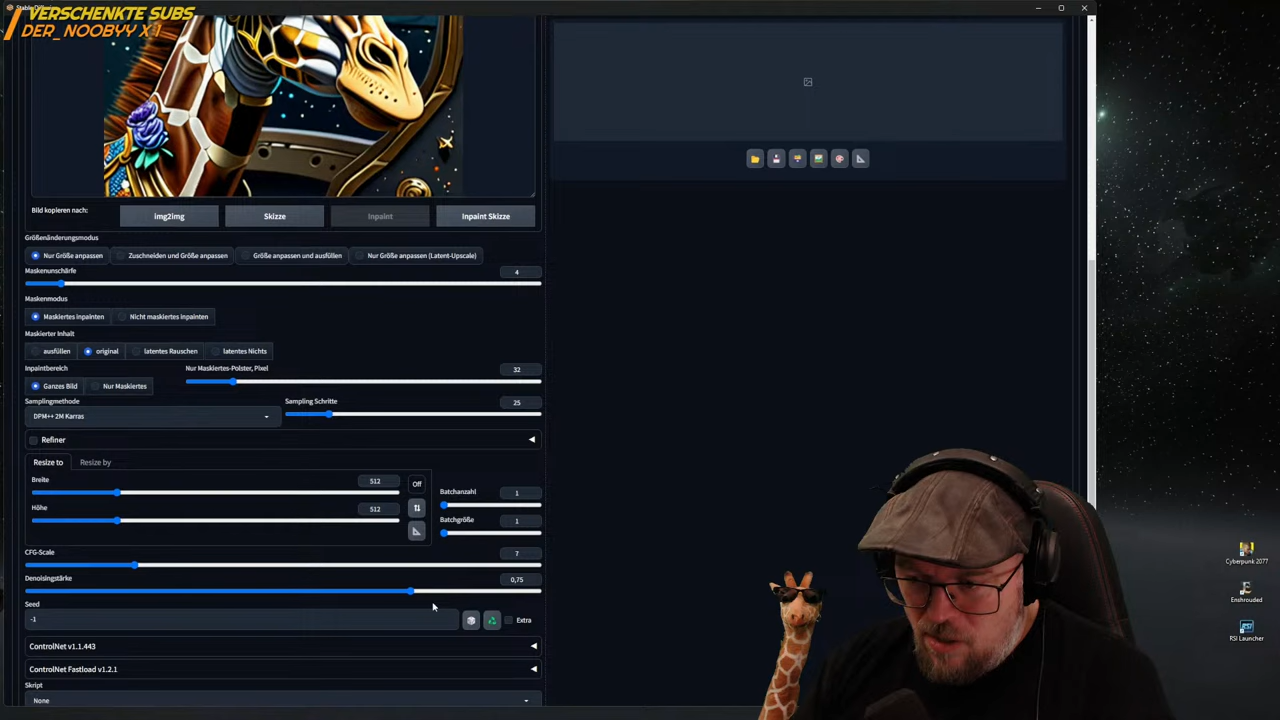 VERSCHENKTE SUBS
DER_NOOBYY X 1
Bild kopieren nach:
img2img
Skizze
Inpaint
Inpaint Skizze
Größenänderungsmodus
Nur Größe anpassen
Zuschneiden und Größe anpassen
Größe anpassen und ausfüllen
Nur Größe anpassen (Latent-Upscale)
Maskenunschärfe
4
Maskenmodus
Maskiertes Inpainten
Nicht maskiertes inpainten
Maskierter Inhalt
ausfüllen
original
latentes Rauschen
latentes Nichts
Inpaintbereich
Nur Maskiertes-Polster, Pixel
32
Ganzes Bild
Nur Maskiertes
Samplingmethode
Sampling Schritte
25
DPM++ 2M Karras
Refiner
Resize to
Resize by
Breite
512
Off
Batchanzahl
1
Höhe
512
Batchgröße
1
CFG-Scale
7
Denoisingstärke
0,75
Seed
-1
Extra
ControlNet v1.1.443
ControlNet Fastload v1.2.1
Skript
None
Cyberpunk 2077
Enshrouded
RSI Launcher